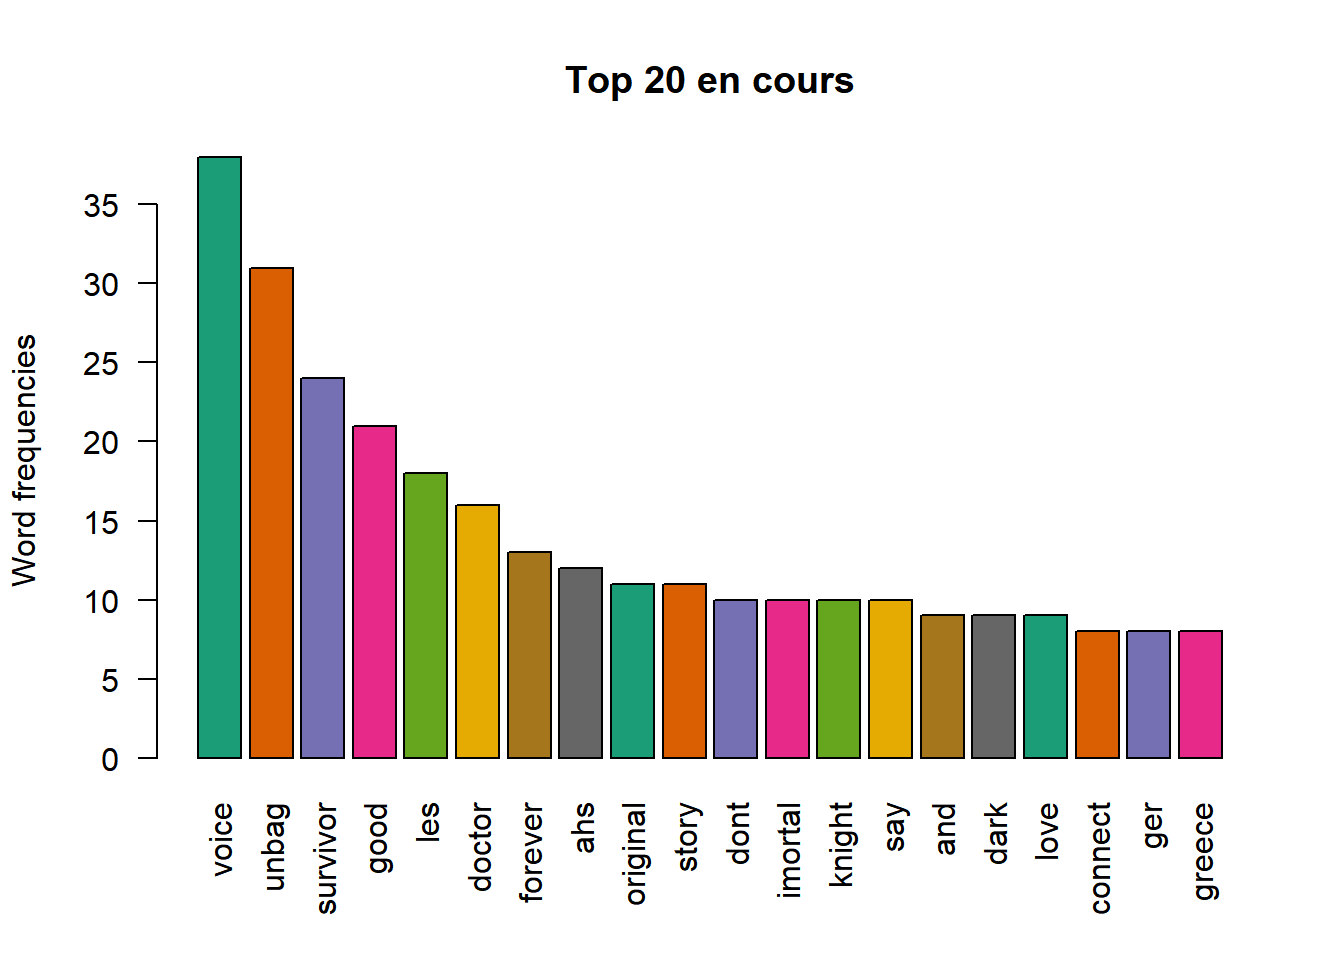 Top 20 en cours
Word frequencies
35
30
25
20
15
10
5
0
voice
unbag
survivor
good
les
doctor
forever
ahs
original
story
dont
imortal
knight
say
and
dark
love
connect
ger
greece